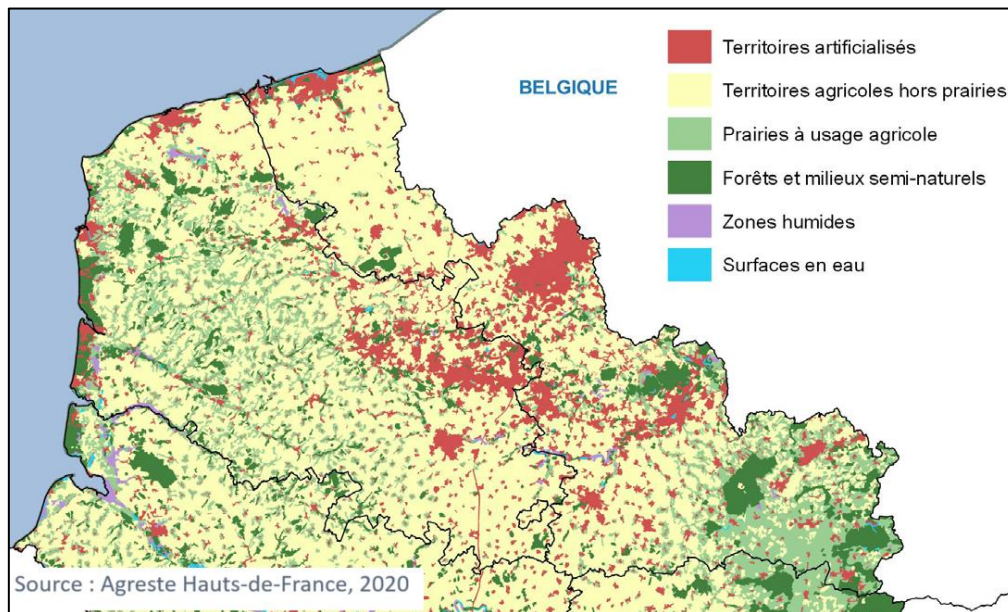 BELGIQUE
Territoires artificialisés
Territoires agricoles hors prairies
Prairies à usage agricole
Forêts et milieux semi-naturels
Zones humides
Surfaces en eau
Source : Agreste Hauts-de-France, 2020